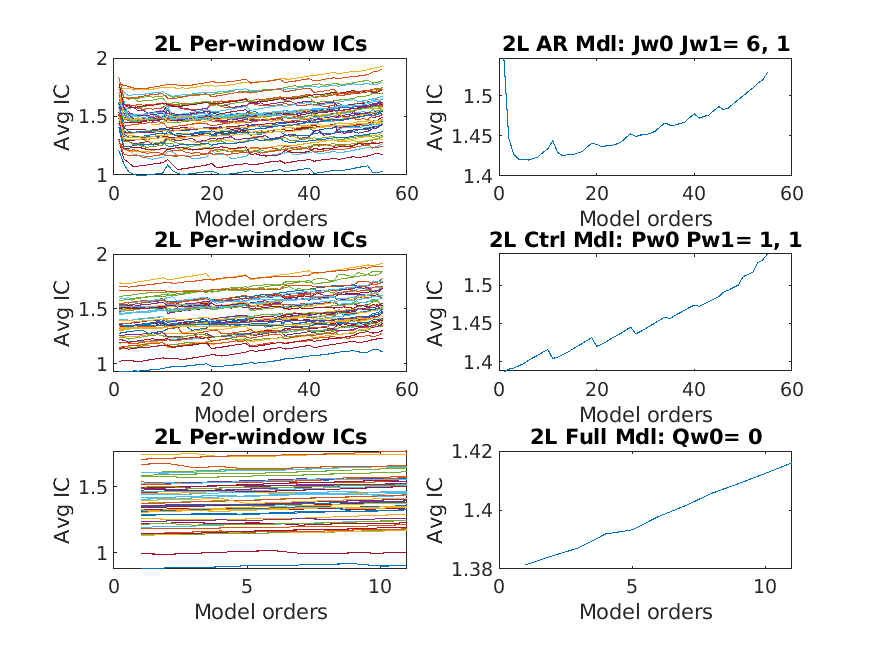 2L Per-window ICs
2
1.5
1
Avg IC
0 20 40 60
Model orders
2L AR Mdl: Jw0 Jw1= 6, 1
1.5
1.45
1.4
Avg IC
0 20 40 60
Model orders
2L Per-window ICs
2
1.5
1
Avg IC
0 20 40 60
Model orders
2L Ctrl Mdl: Pw0 Pw1= 1, 1
1.5
1.45
1.4
Avg IC
0 20 40 60
Model orders
2L Per-window ICs
1.5
1
Avg IC
0 5 10
Model orders
2L Full Mdl: Qw0= 0
1.42
1.4
1.38
Avg IC
0 5 10
Model orders